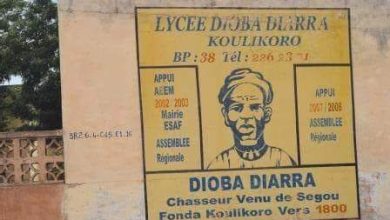 LYCEE DIOBA DIARRA
KOULIKORO
BP: 38 Tél: 226 23 71
APPUI
AEEM
2002 - 2003
Mairie
ESAF
ASSEMBLEE
Régionale
APPUI
2007 / 2008
ASSEMBLEE
Régionale
DIOBA DIARRA
Chasseur Venu de Segou
Fonda Koulikoro Vers 1800